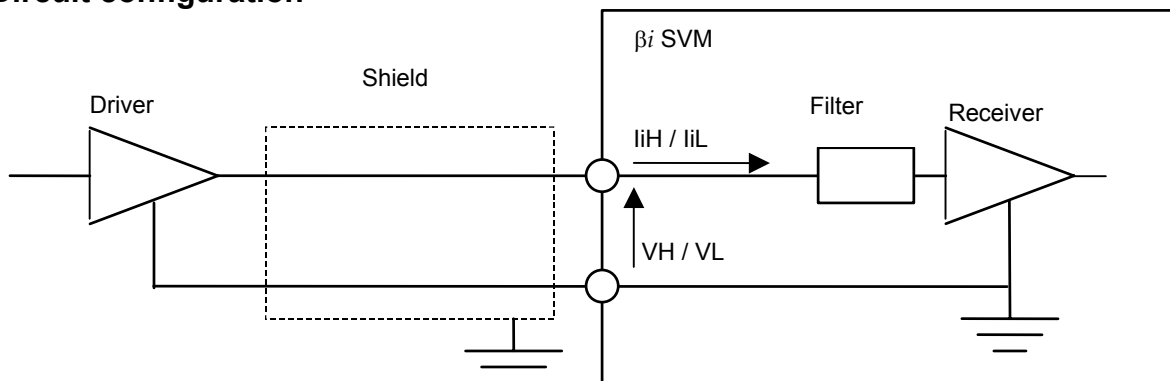 Circuit configuration
βi SVM
Shield
Driver
Filter
Receiver
IiH / IiL
VH / VL